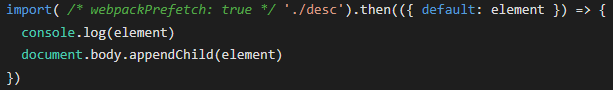 import( /* webpackPrefetch: true */ './desc').then(({ default: element }) => {
  console.log(element)
  document.body.appendChild(element)
})